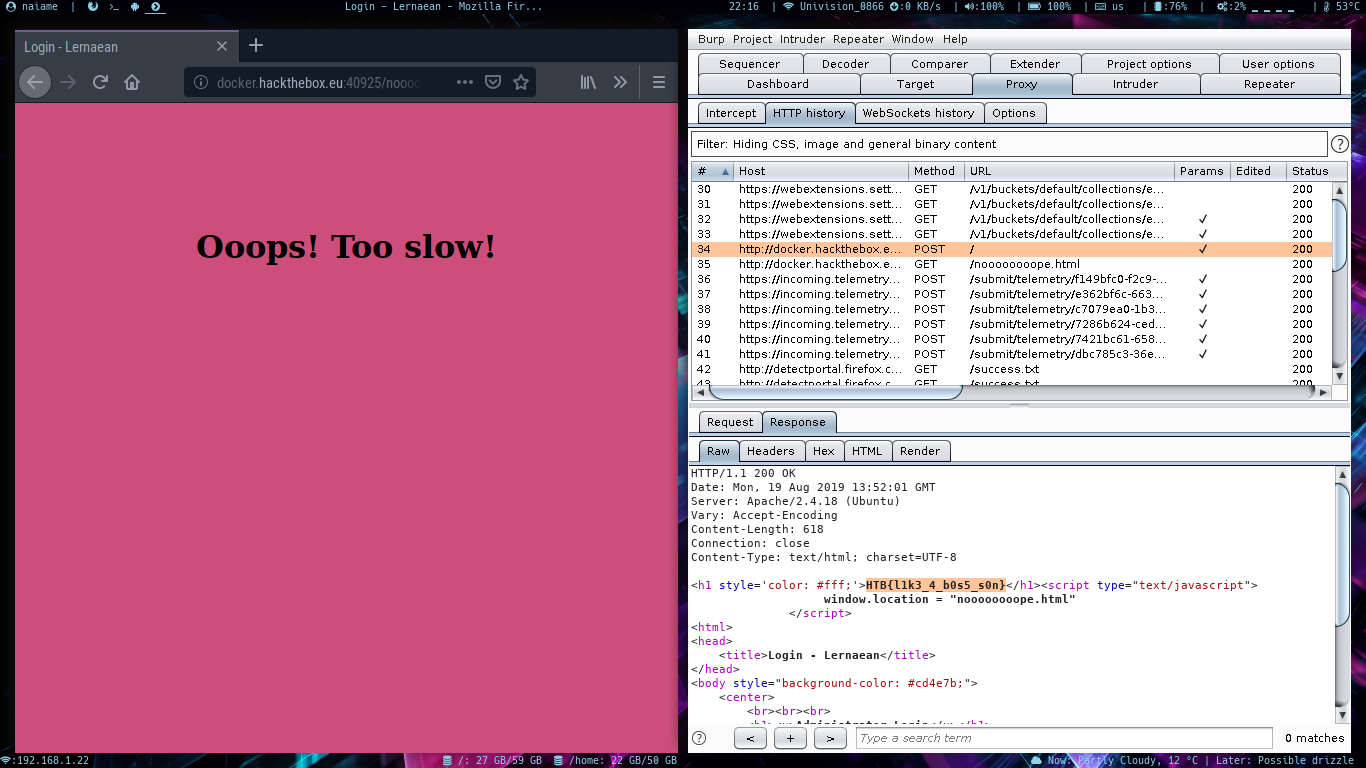 naiame | >_ 
Login - Lernaean - Mozilla Fir...
22:16 | Univision_0866 :0 KB/s | :100% | 100% | us | :76% | :2% _ _ _ _ | 53°C
Login - Lernaean
docker.hackthebox.eu:40925/nooo
Ooops! Too slow!
Burp Project Intruder Repeater Window Help
Sequencer Decoder Comparer Extender Project options User options
Dashboard Target Proxy Intruder Repeater
Intercept HTTP history WebSockets history Options
Filter: Hiding CSS, image and general binary content ?
# Host Method URL Params Edited Status
30 https://webextensions.sett... GET /v1/buckets/default/collections/e... 200
31 https://webextensions.sett... GET /v1/buckets/default/collections/e... 200
32 https://webextensions.sett... GET /v1/buckets/default/collections/e... ✓ 200
33 https://webextensions.sett... GET /v1/buckets/default/collections/e... ✓ 200
34 http://docker.hackthebox.e... POST / ✓ 200
35 http://docker.hackthebox.e... GET /noooooooope.html 200
36 https://incoming.telemetry... POST /submit/telemetry/f149bfc0-f2c9-... ✓ 200
37 https://incoming.telemetry... POST /submit/telemetry/e362bf6c-663... ✓ 200
38 https://incoming.telemetry... POST /submit/telemetry/c7079ea0-1b3... ✓ 200
39 https://incoming.telemetry... POST /submit/telemetry/7286b624-ced... ✓ 200
40 https://incoming.telemetry... POST /submit/telemetry/7421bc61-658... ✓ 200
41 https://incoming.telemetry... POST /submit/telemetry/dbc785c3-36e... ✓ 200
42 http://detectportal.firefox.c... GET /success.txt 200
43 http://detectportal.firefox.c... GET /success.txt 200
Request Response
Raw Headers Hex HTML Render
HTTP/1.1 200 OK
Date: Mon, 19 Aug 2019 13:52:01 GMT
Server: Apache/2.4.18 (Ubuntu)
Vary: Accept-Encoding
Content-Length: 618
Connection: close
Content-Type: text/html; charset=UTF-8
<h1 style='color: #fff;'>HTB{l1k3_4_b0s5_s0n}</h1><script type="text/javascript">
window.location = "noooooooope.html"
</script>
<html>
<head>
<title>Login - Lernaean</title>
</head>
<body style="background-color: #cd4e7b;">
<center>
<br><br><br>
<h1><u>Administrator Login</u></h1>
? < + > Type a search term 0 matches
:192.168.1.22
/: 27 GB/59 GB /home: 22 GB/50 GB
Now: Partly Cloudy, 12 °C | Later: Possible drizzle